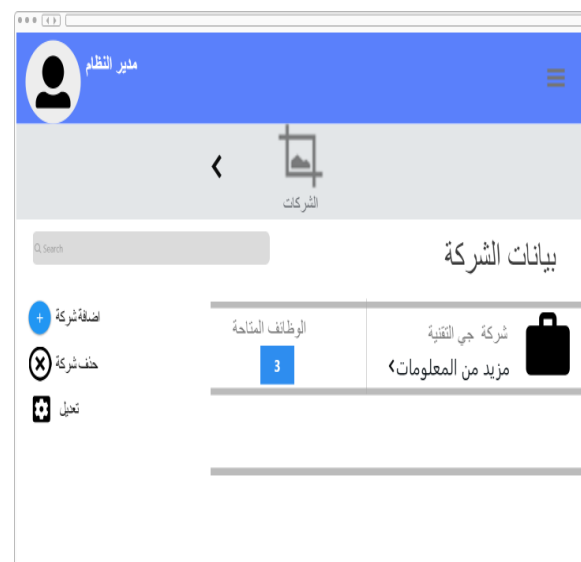 مدير النظام
الشركات
بيانات الشركة
Search
شركة جي التقنية
مزيد من المعلومات
الوظائف المتاحة
3
اضافة شركة
حذف شركة
تعديل